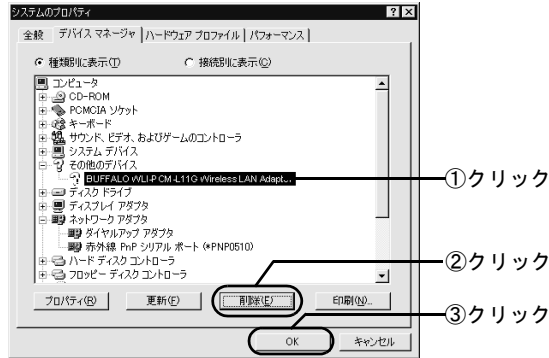 システムのプロパティ
全般 デバイス マネージャ ハードウェア プロファイル パフォーマンス
種類別に表示(T) 接続別に表示(C)
コンピュータ
CD-ROM
PCMCIA ソケット
キーボード
サウンド、ビデオ、およびゲームのコントローラ
システム デバイス
その他のデバイス
BUFFALO WLI-PCM-L11G Wireless LAN Adapt...
①クリック
ディスク ドライブ
ディスプレイ アダプタ
ネットワーク アダプタ
ダイヤルアップ アダプタ
赤外線 PnP シリアル ポート (*PNP0510)
ハード ディスク コントローラ
②クリック
フロッピー ディスク コントローラ
プロパティ(R) 更新(F) 削除(E) 印刷(N)...
③クリック
OK キャンセル